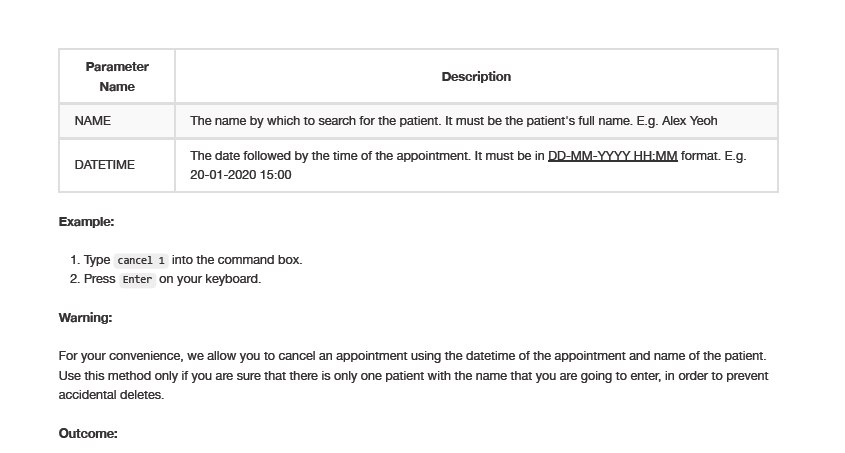 Parameter
Name
Description
NAME
The name by which to search for the patient. It must be the patient's full name. E.g. Alex Yeoh
DATETIME
The date followed by the time of the appointment. It must be in DD-MM-YYYY HH:MM format. E.g.
20-01-2020 15:00
Example:
1. Type cancel 1 into the command box.
2. Press Enter on your keyboard.
Warning:
For your convenience, we allow you to cancel an appointment using the datetime of the appointment and name of the patient.
Use this method only if you are sure that there is only one patient with the name that you are going to enter, in order to prevent
accidental deletes.
Outcome: